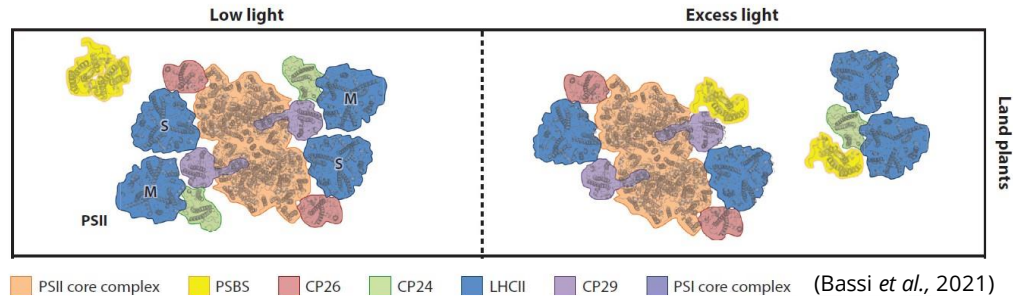 Low light
Excess light
M
S
S
M
PSII
Land plants
PSII core complex
PSBS
CP26
CP24
LHCII
CP29
PSI core complex
(Bassi et al., 2021)